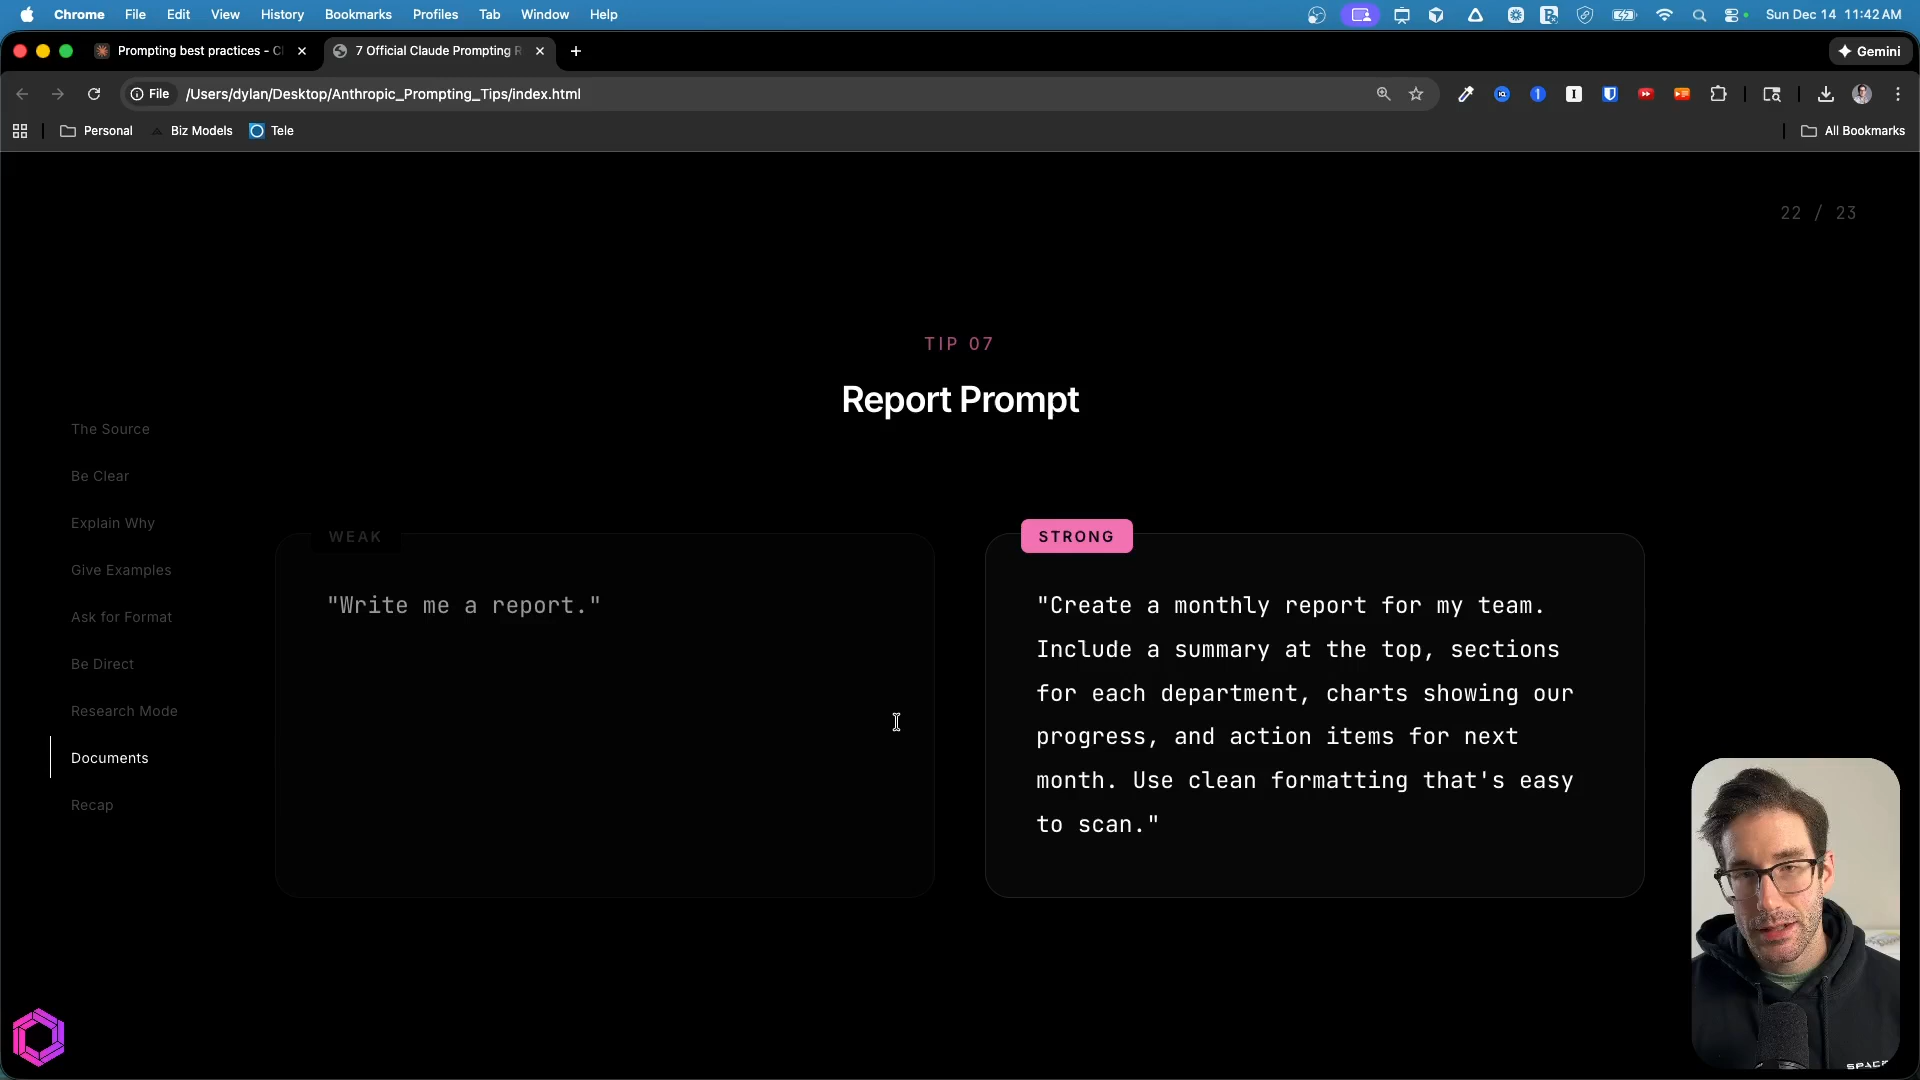 Chrome File Edit View History Bookmarks Profiles Tab Window Help
Sun Dec 14 11:42 AM
Prompting best practices - Cl
7 Official Claude Prompting R
Gemini
File /Users/dylan/Desktop/Anthropic_Prompting_Tips/index.html
Personal Biz Models Tele
All Bookmarks
22 / 23
TIP 07
Report Prompt
The Source
Be Clear
Explain Why
Give Examples
Ask for Format
Be Direct
Research Mode
Documents
Recap
WEAK
"Write me a report."
STRONG
"Create a monthly report for my team.
Include a summary at the top, sections
for each department, charts showing our
progress, and action items for next
month. Use clean formatting that's easy
to scan."